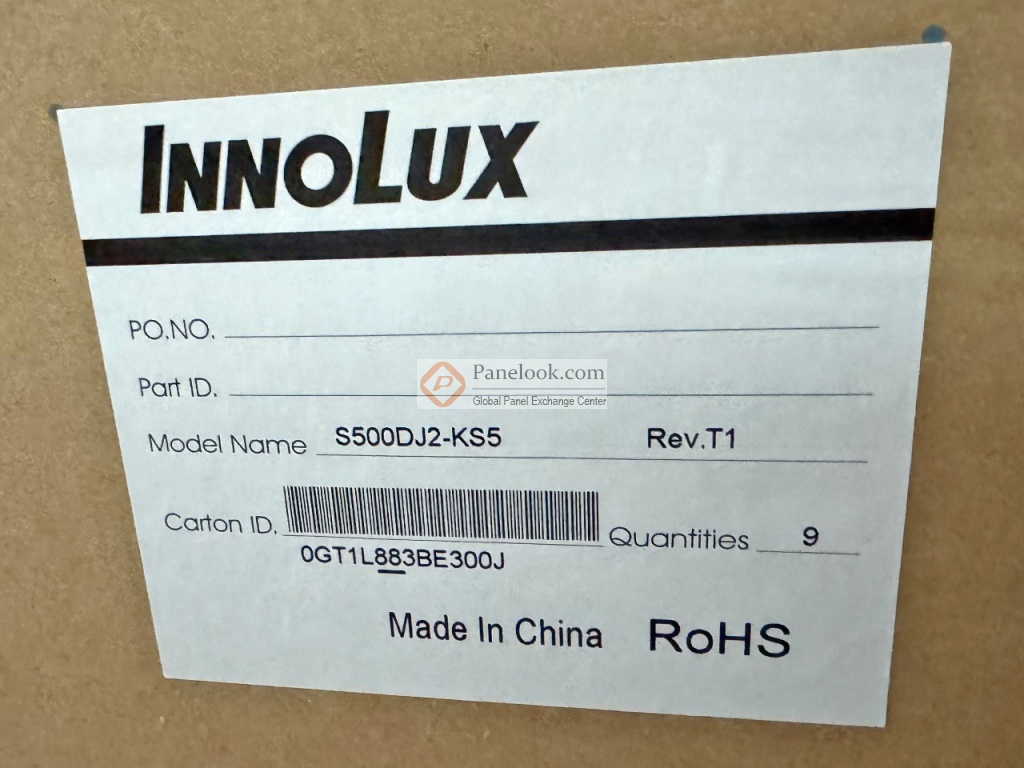 INNOLUX
PO.NO.
Panelook.com
Global Panel Exchange Center
Part ID.
Model Name S500DJ2-KS5 Rev.T1
Carton ID. Quantities 9
0GT1L883BE300J
Made In China RoHS